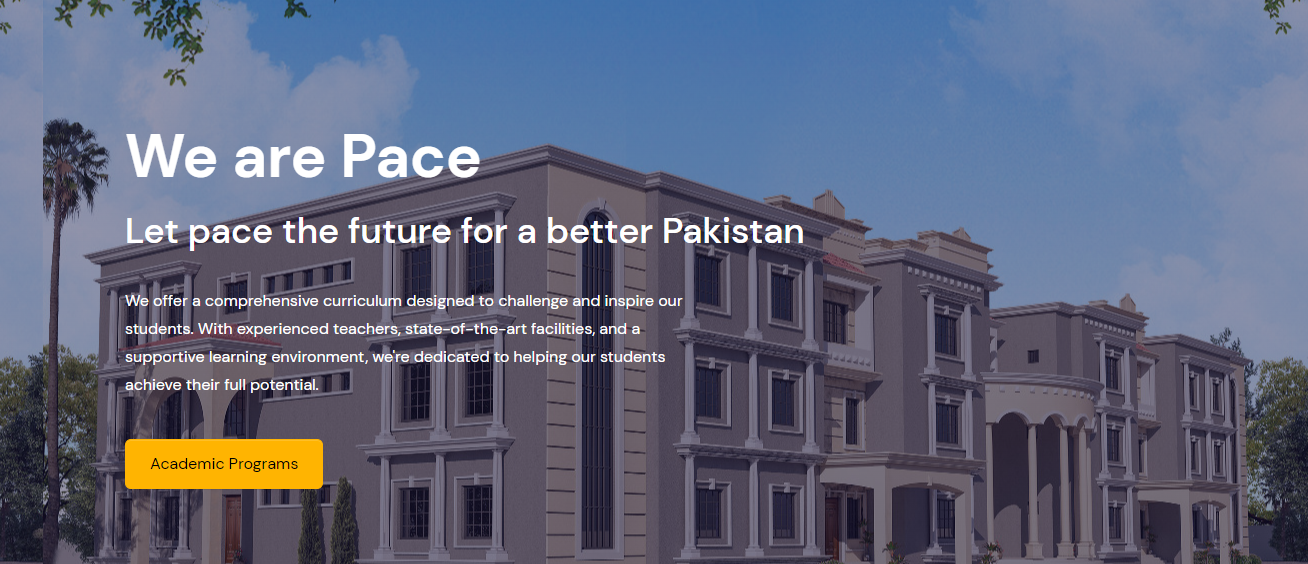 We are Pace
Let pace the future for a better Pakistan
We offer a comprehensive curriculum designed to challenge and inspire our
students. With experienced teachers, state-of-the-art facilities, and a
supportive learning environment, we're dedicated to helping our students
achieve their full potential.
Academic Programs